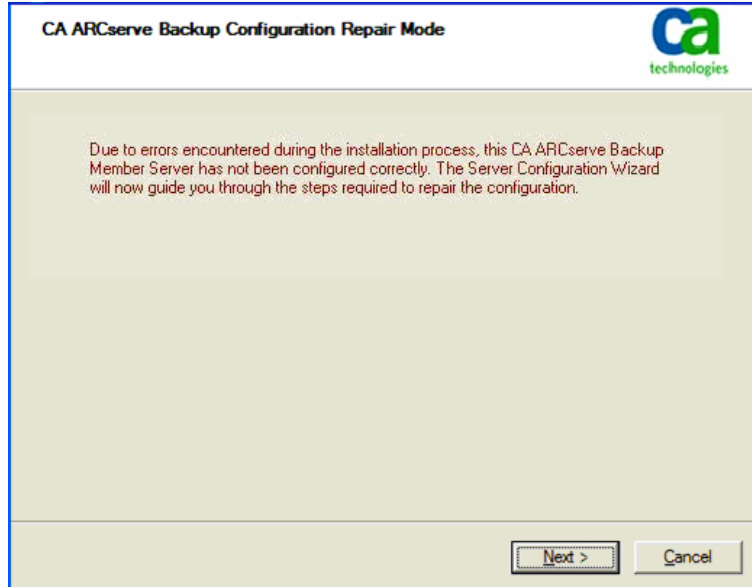 CA ARCserve Backup Configuration Repair Mode
ca
technologies
Due to errors encountered during the installation process, this CA ARCserve Backup
Member Server has not been configured correctly. The Server Configuration Wizard
will now guide you through the steps required to repair the configuration.
Next >
Cancel